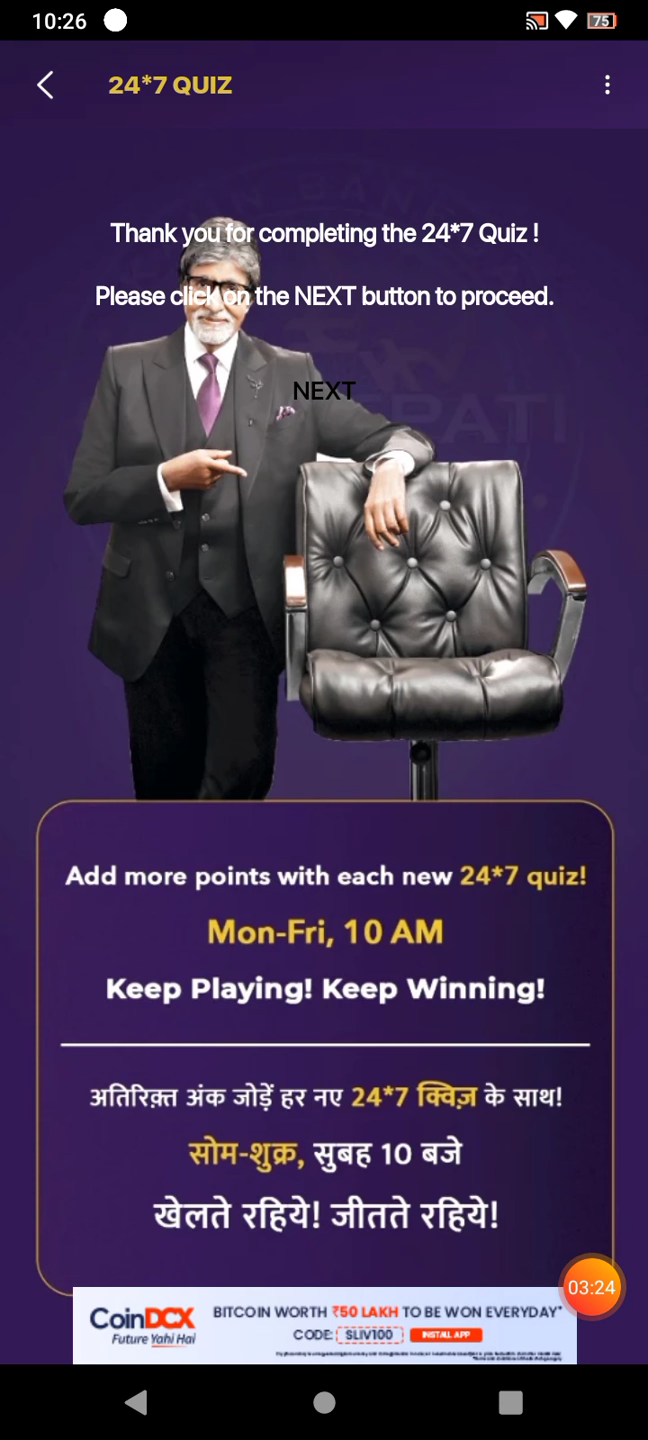 10:26
75
24*7 QUIZ
Thank you for completing the 24*7 Quiz !
Please click on the NEXT button to proceed.
NEXT
Add more points with each new 24*7 quiz!
Mon-Fri, 10 AM
Keep Playing! Keep Winning!
अतिरिक़्त अंक जोड़ें हर नए 24*7 क्विज़ के साथ!
सोम-शुक्र, सुबह 10 बजे
खेलते रहिये! जीतते रहिये!
03:24
CoinDCX
Future Yahi Hai
BITCOIN WORTH ₹50 LAKH TO BE WON EVERYDAY*
CODE: SLIV100 INSTALL APP